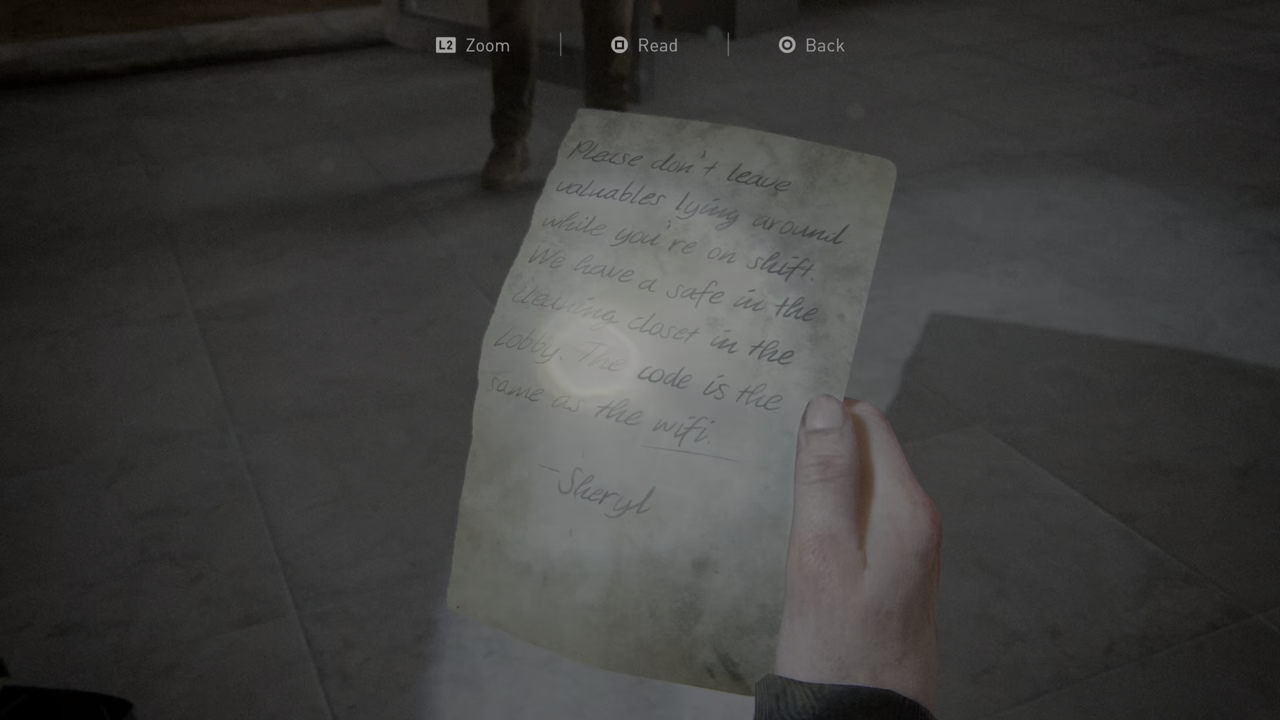 L2 Zoom | Read | Back
Please don't leave
valuables lying around
while you're on shift.
We have a safe in the
cleaning closet in the
lobby. The code is the
same as the wifi.
-Sheryl